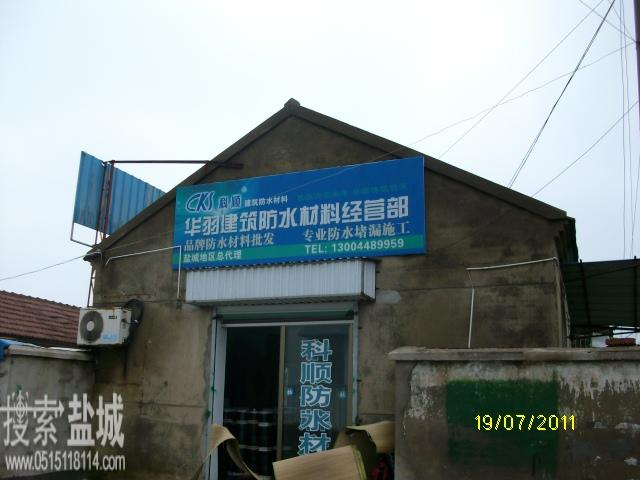 CKS 科顺 建筑防水材料
华羽建筑防水材料经营部
品牌防水材料批发 专业防水堵漏施工
盐城地区总代理 TEL: 13004489959
科顺防水材
19/07/2011
搜索盐城
www.0515118114.com